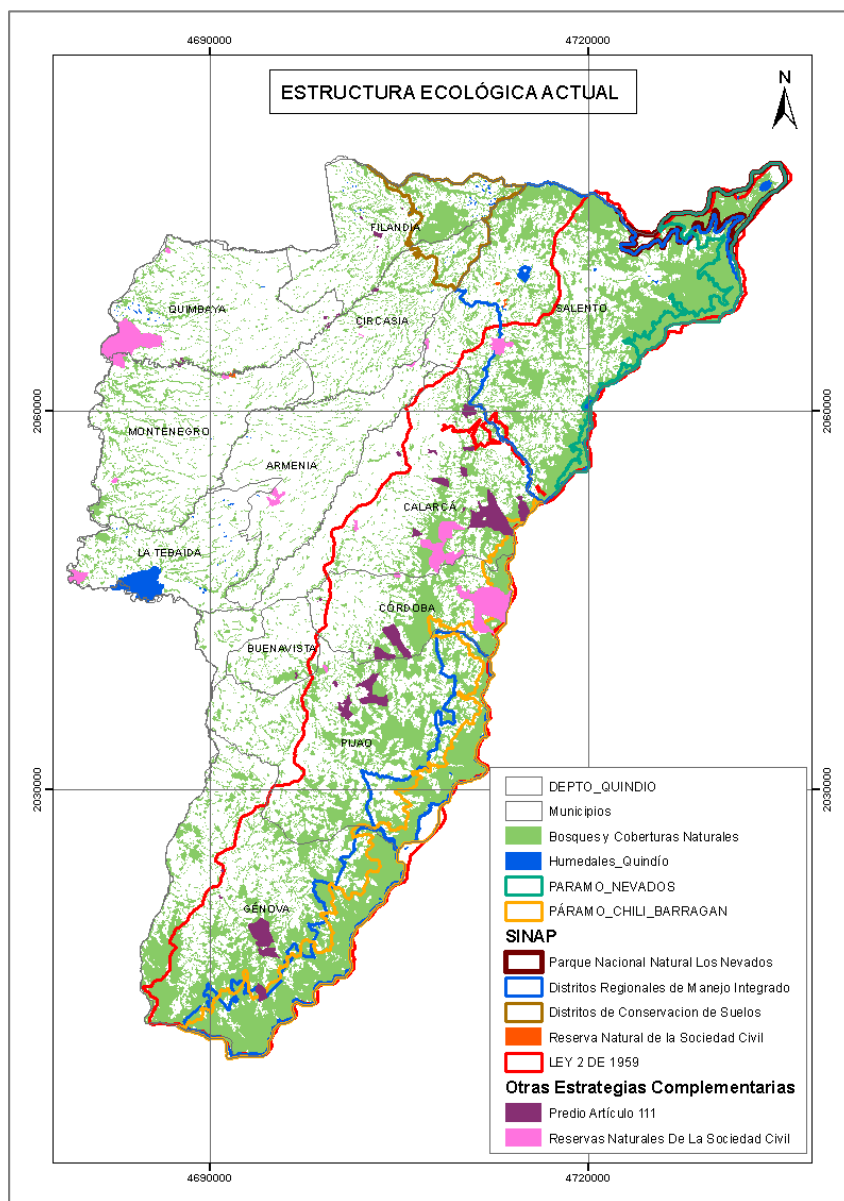 4690000
4720000
ESTRUCTURA ECOLÓGICA ACTUAL
N
FILANDIA
QUIMBAYA
CIRCASIA
SALENTO
2060000
2060000
MONTENEGRO
ARMENIA
CALARCÁ
LA TEBAIDA
CÓRDOBA
BUENAVISTA
PIJAO
2030000
2030000
GÉNOVA
DEPTO_QUINDIO
Municipios
Bosques y Coberturas Naturales
Humedales_Quindío
PARAMO_NEVADOS
PÁRAMO_CHILI_BARRAGAN
SINAP
Parque Nacional Natural Los Nevados
Distritos Regionales de Manejo Integrado
Distritos de Conservacion de Suelos
Reserva Natural de la Sociedad Civil
LEY 2 DE 1959
Otras Estrategias Complementarias
Predio Artículo 111
Reservas Naturales De La Sociedad Civil
4690000
4720000